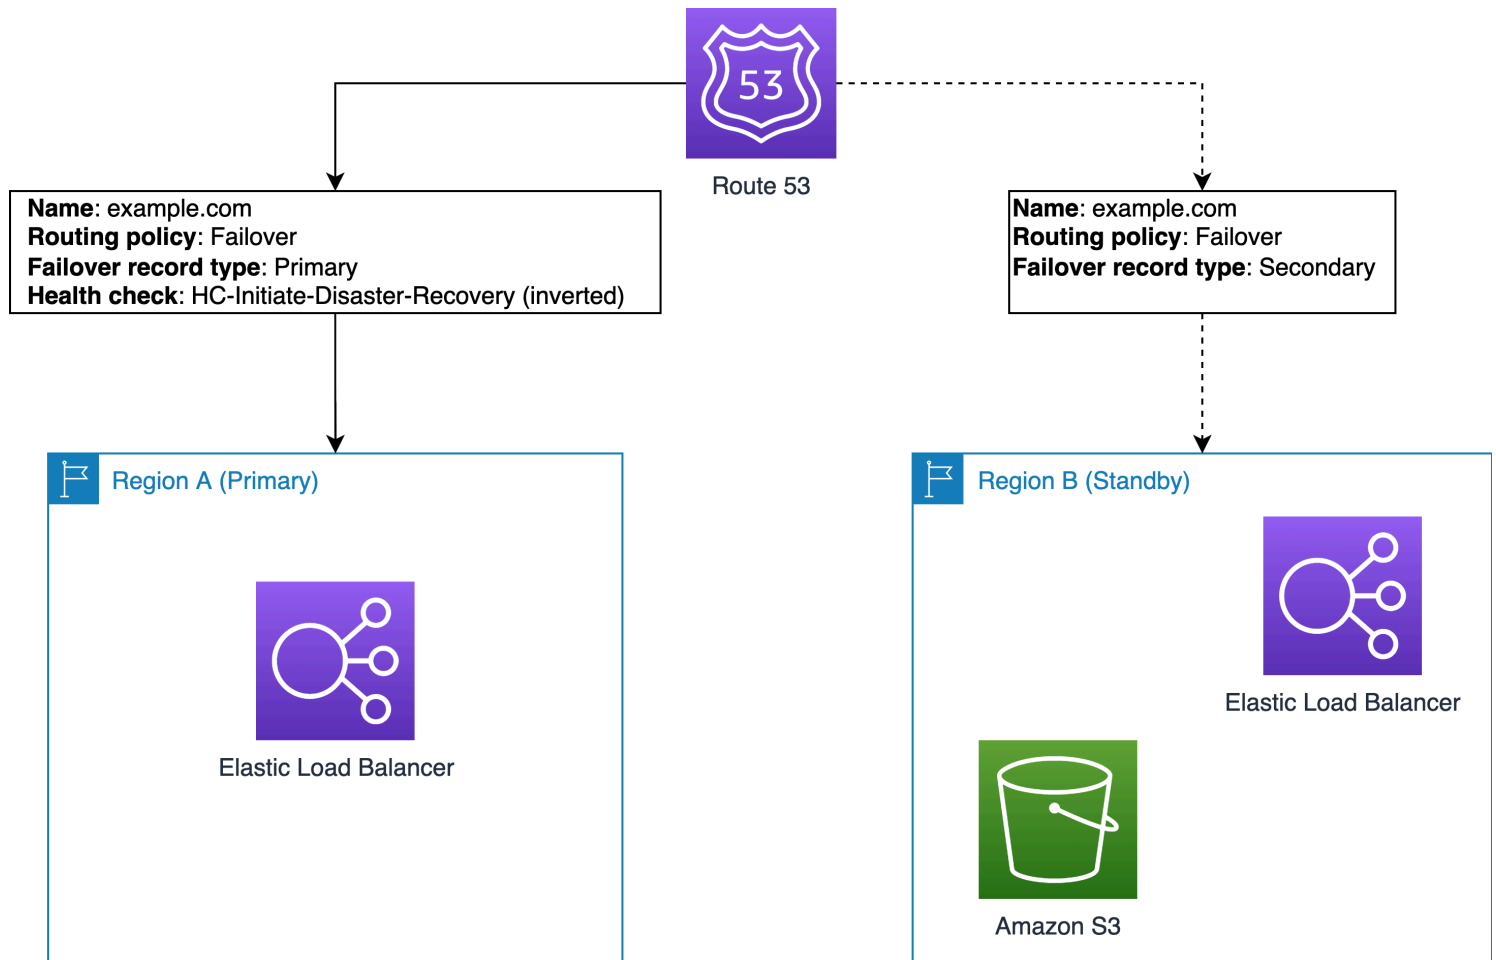 53
Route 53
Name: example.com
Routing policy: Failover
Failover record type: Primary
Health check: HC-Initiate-Disaster-Recovery (inverted)
Name: example.com
Routing policy: Failover
Failover record type: Secondary
Region A (Primary)
Elastic Load Balancer
Region B (Standby)
Elastic Load Balancer
Amazon S3